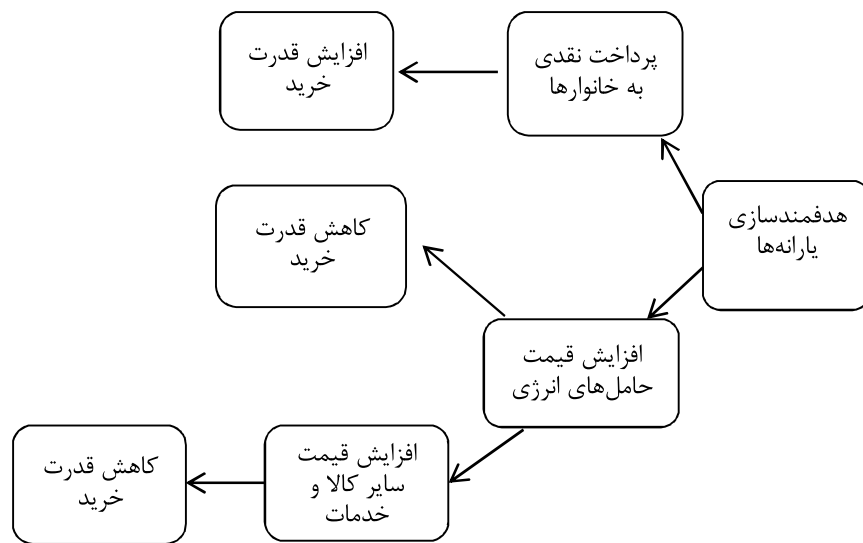 افزایش قدرت
خرید
پرداخت نقدی
به خانوارها
هدفمندسازی
یارانه‌ها
کاهش قدرت
خرید
افزایش قیمت
حامل‌های انرژی
افزایش قیمت
سایر کالا و
خدمات
کاهش قدرت
خرید